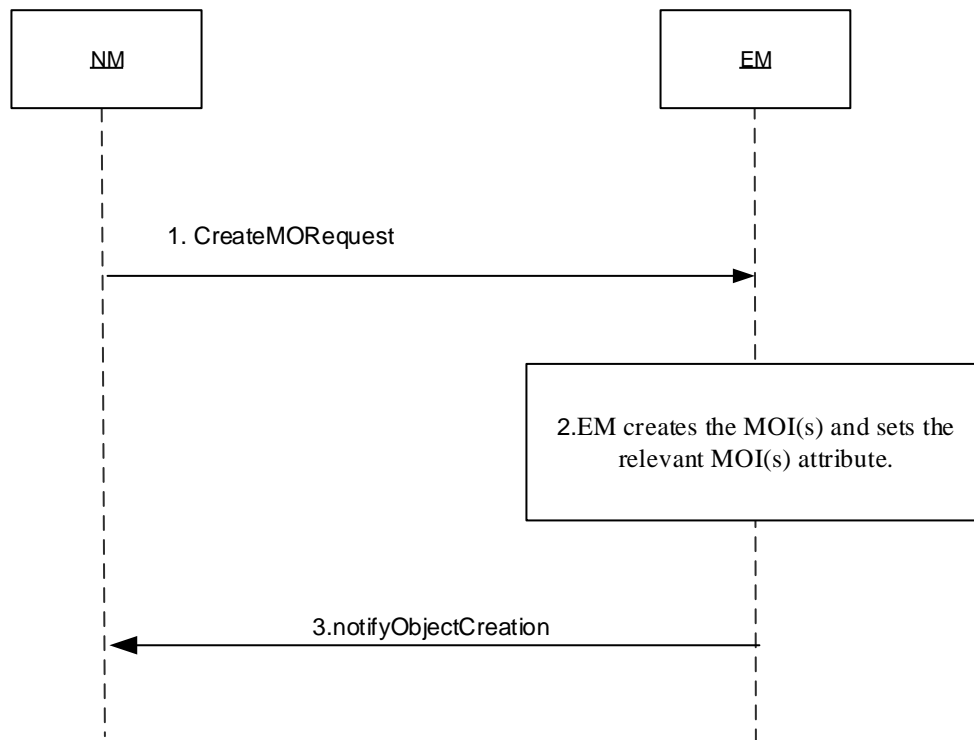 NM
EM
1. CreateMORequest
2.EM creates the MOI(s) and sets the
relevant MOI(s) attribute.
3.notifyObjectCreation